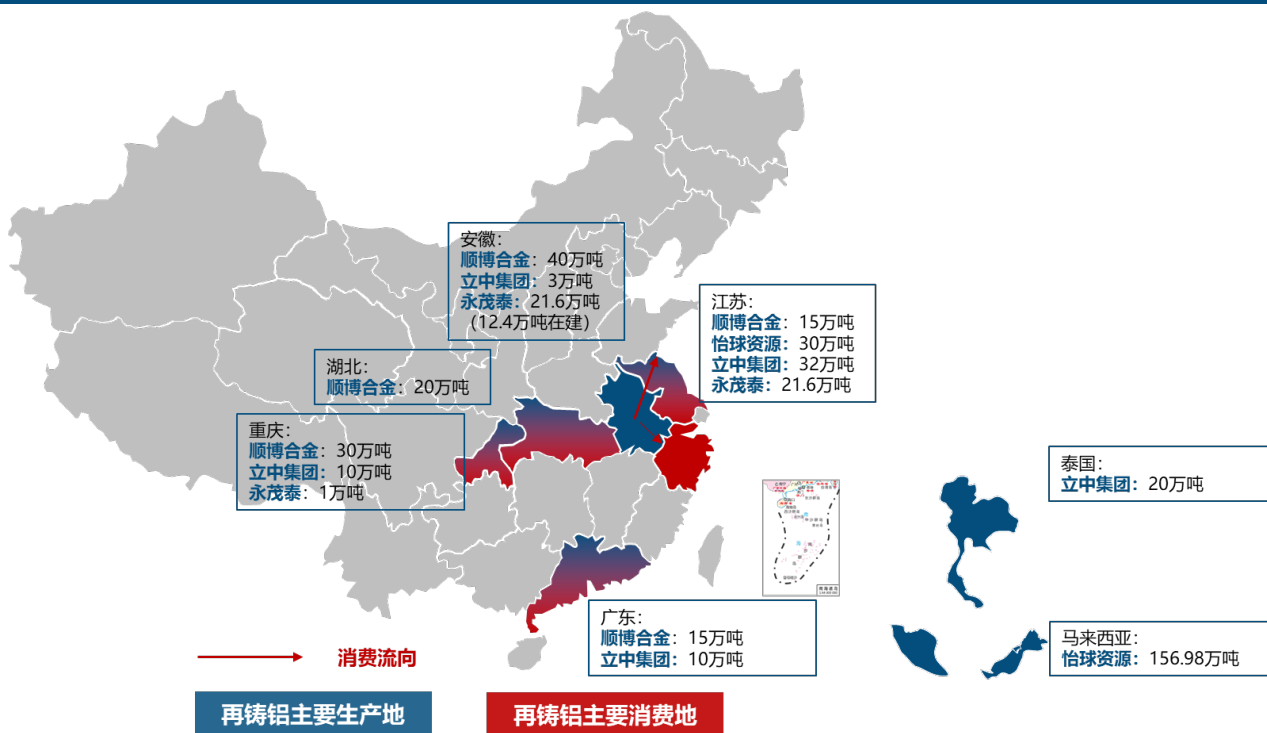 安徽：
顺博合金：40万吨
立中集团：3万吨
永茂泰：21.6万吨
(12.4万吨在建)
江苏：
顺博合金：15万吨
怡球资源：30万吨
立中集团：32万吨
永茂泰：21.6万吨
湖北：
顺博合金：20万吨
重庆：
顺博合金：30万吨
立中集团：10万吨
永茂泰：1万吨
泰国：
立中集团：20万吨
广东：
顺博合金：15万吨
立中集团：10万吨
马来西亚：
怡球资源：156.98万吨
消费流向
再铸铝主要生产地
再铸铝主要消费地